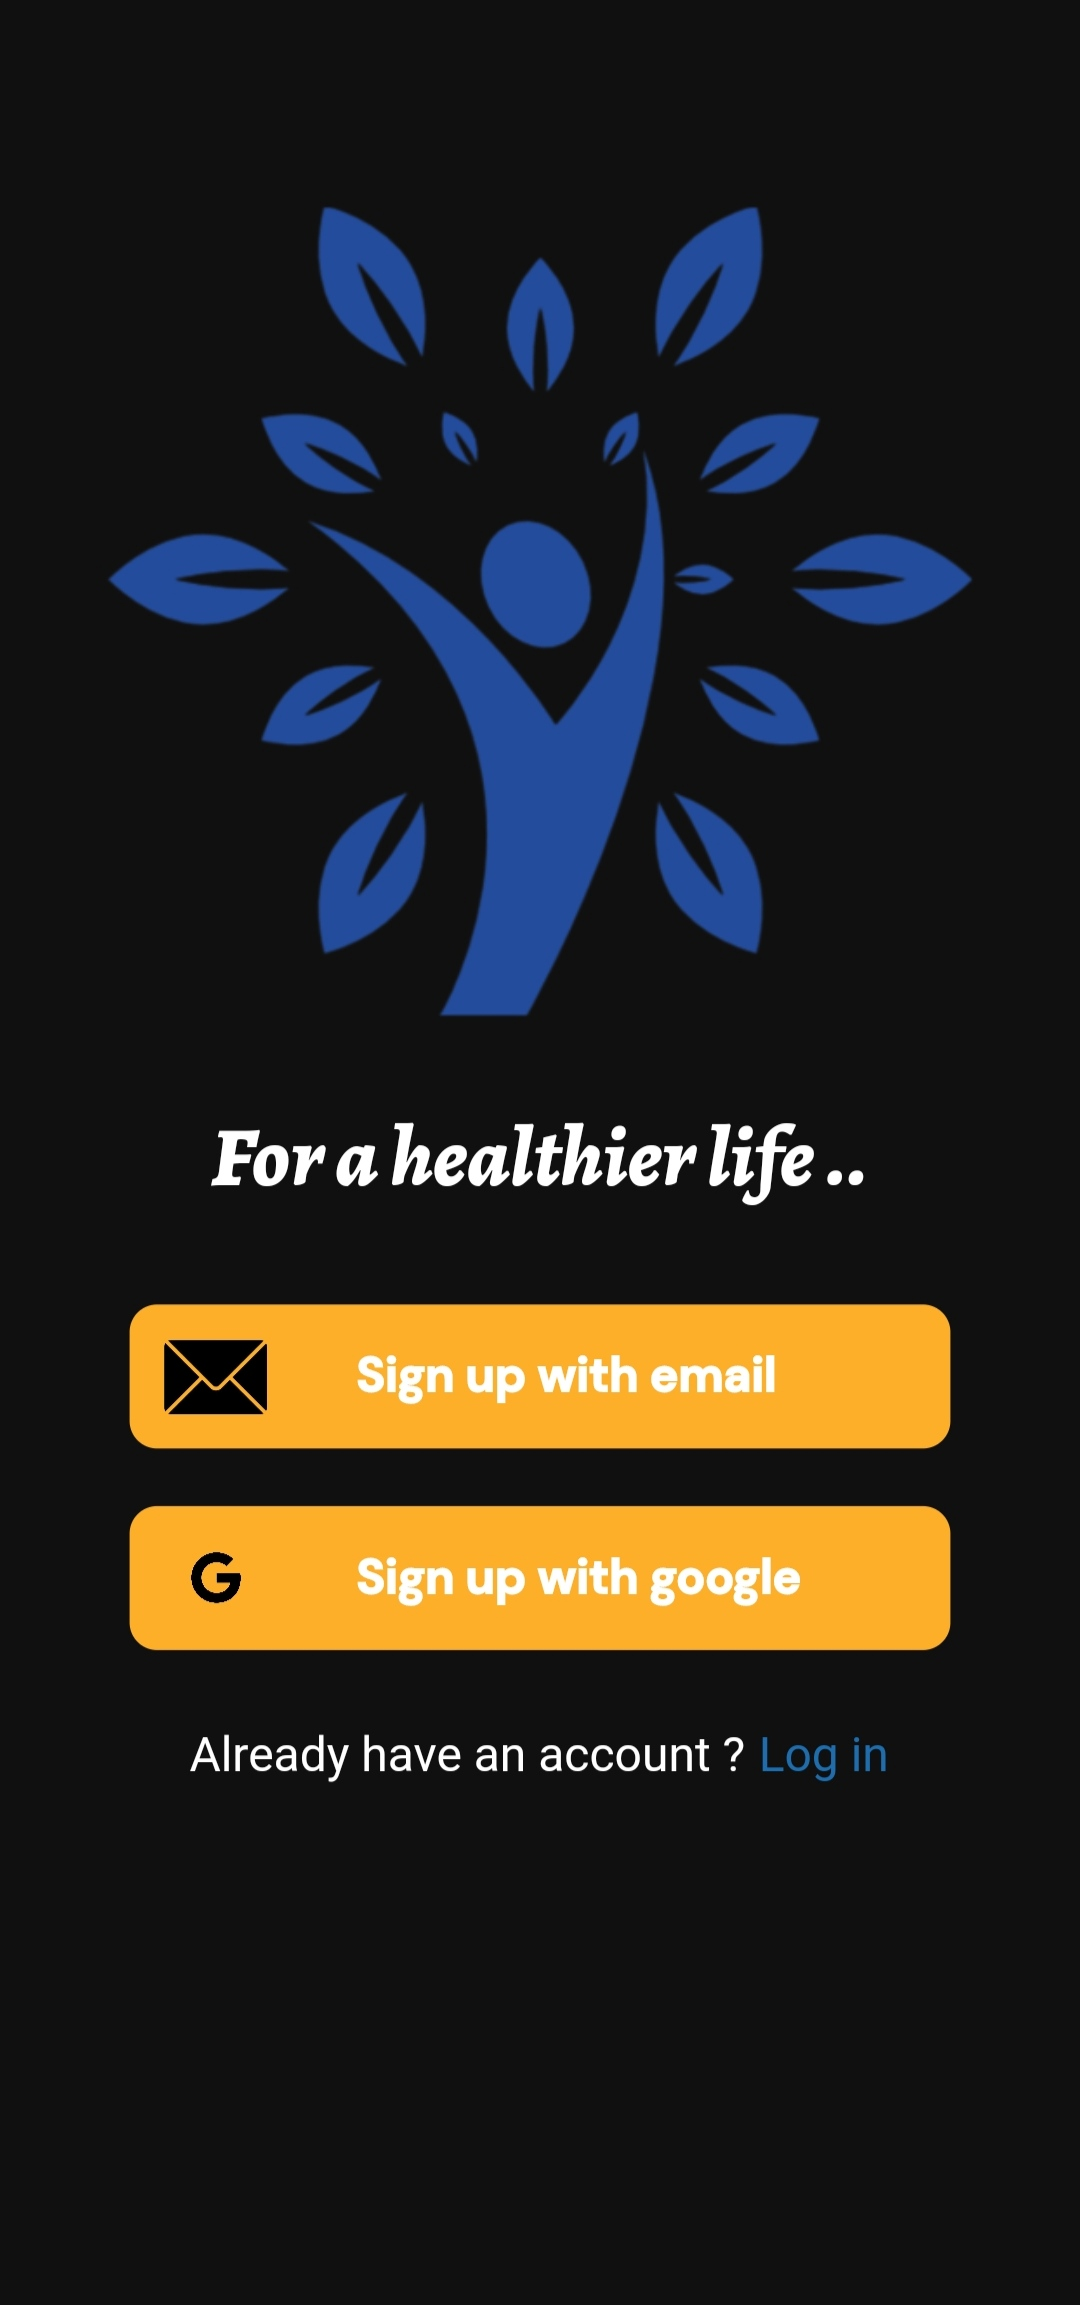 For a healthier life ..
Sign up with email
Sign up with google
Already have an account ? Log in